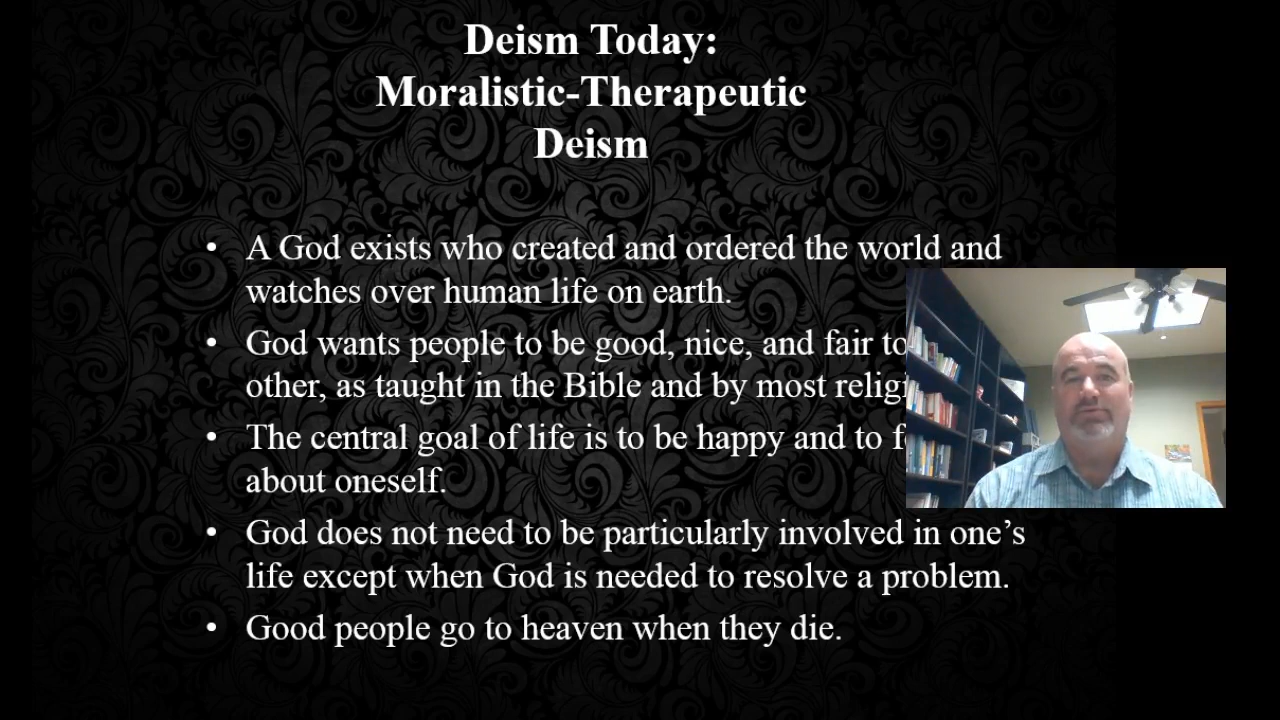 Deism Today:
Moralistic-Therapeutic
Deism
• A God exists who created and ordered the world and
watches over human life on earth.
• God wants people to be good, nice, and fair to
other, as taught in the Bible and by most
• The central goal of life is to be happy and to
about oneself.
• God does not need to be particularly involved in one’s
life except when God is needed to resolve a problem.
• Good people go to heaven when they die.